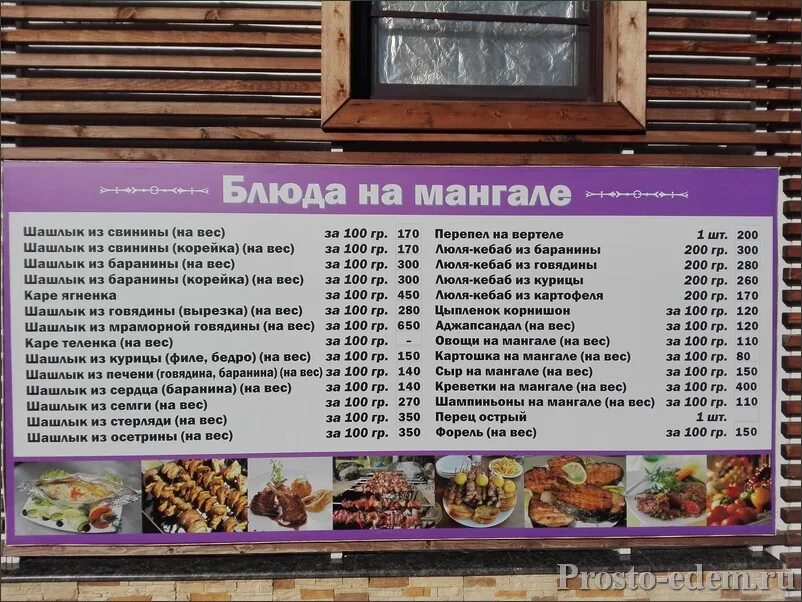 Блюда на мангале
Шашлык из свинины (на вес) за 100 гр. 170
Шашлык из свинины (корейка) (на вес) за 100 гр. 170
Шашлык из баранины (на вес) за 100 гр. 300
Шашлык из баранины (корейка) (на вес) за 100 гр. 300
Каре ягненка за 100 гр. 450
Шашлык из говядины (вырезка) (на вес) за 100 гр. 280
Шашлык из мраморной говядины (на вес) за 100 гр. 650
Каре теленка (на вес) за 100 гр. -
Шашлык из курицы (филе, бедро) (на вес) за 100 гр. 150
Шашлык из печени (говядина, баранина) (на вес) за 100 гр. 140
Шашлык из сердца (баранина) (на вес) за 100 гр. 140
Шашлык из семги (на вес) за 100 гр. 270
Шашлык из стерляди (на вес) за 100 гр. 350
Шашлык из осетрины (на вес) за 100 гр. 350
Перепел на вертеле 1 шт. 200
Люля-кебаб из баранины 200 гр. 300
Люля-кебаб из говядины 200 гр. 280
Люля-кебаб из курицы 200 гр. 260
Люля-кебаб из картофеля 200 гр. 170
Цыпленок корнишон за 100 гр. 120
Аджапсандал (на вес) за 100 гр. 120
Овощи на мангале (на вес) за 100 гр. 110
Картошка на мангале (на вес) за 100 гр. 80
Сыр на мангале (на вес) за 100 гр. 150
Креветки на мангале (на вес) за 100 гр. 400
Шампиньоны на мангале (на вес) за 100 гр. 110
Перец острый 1 шт.
Форель (на вес) за 100 гр. 150
Prosto-edem.ru